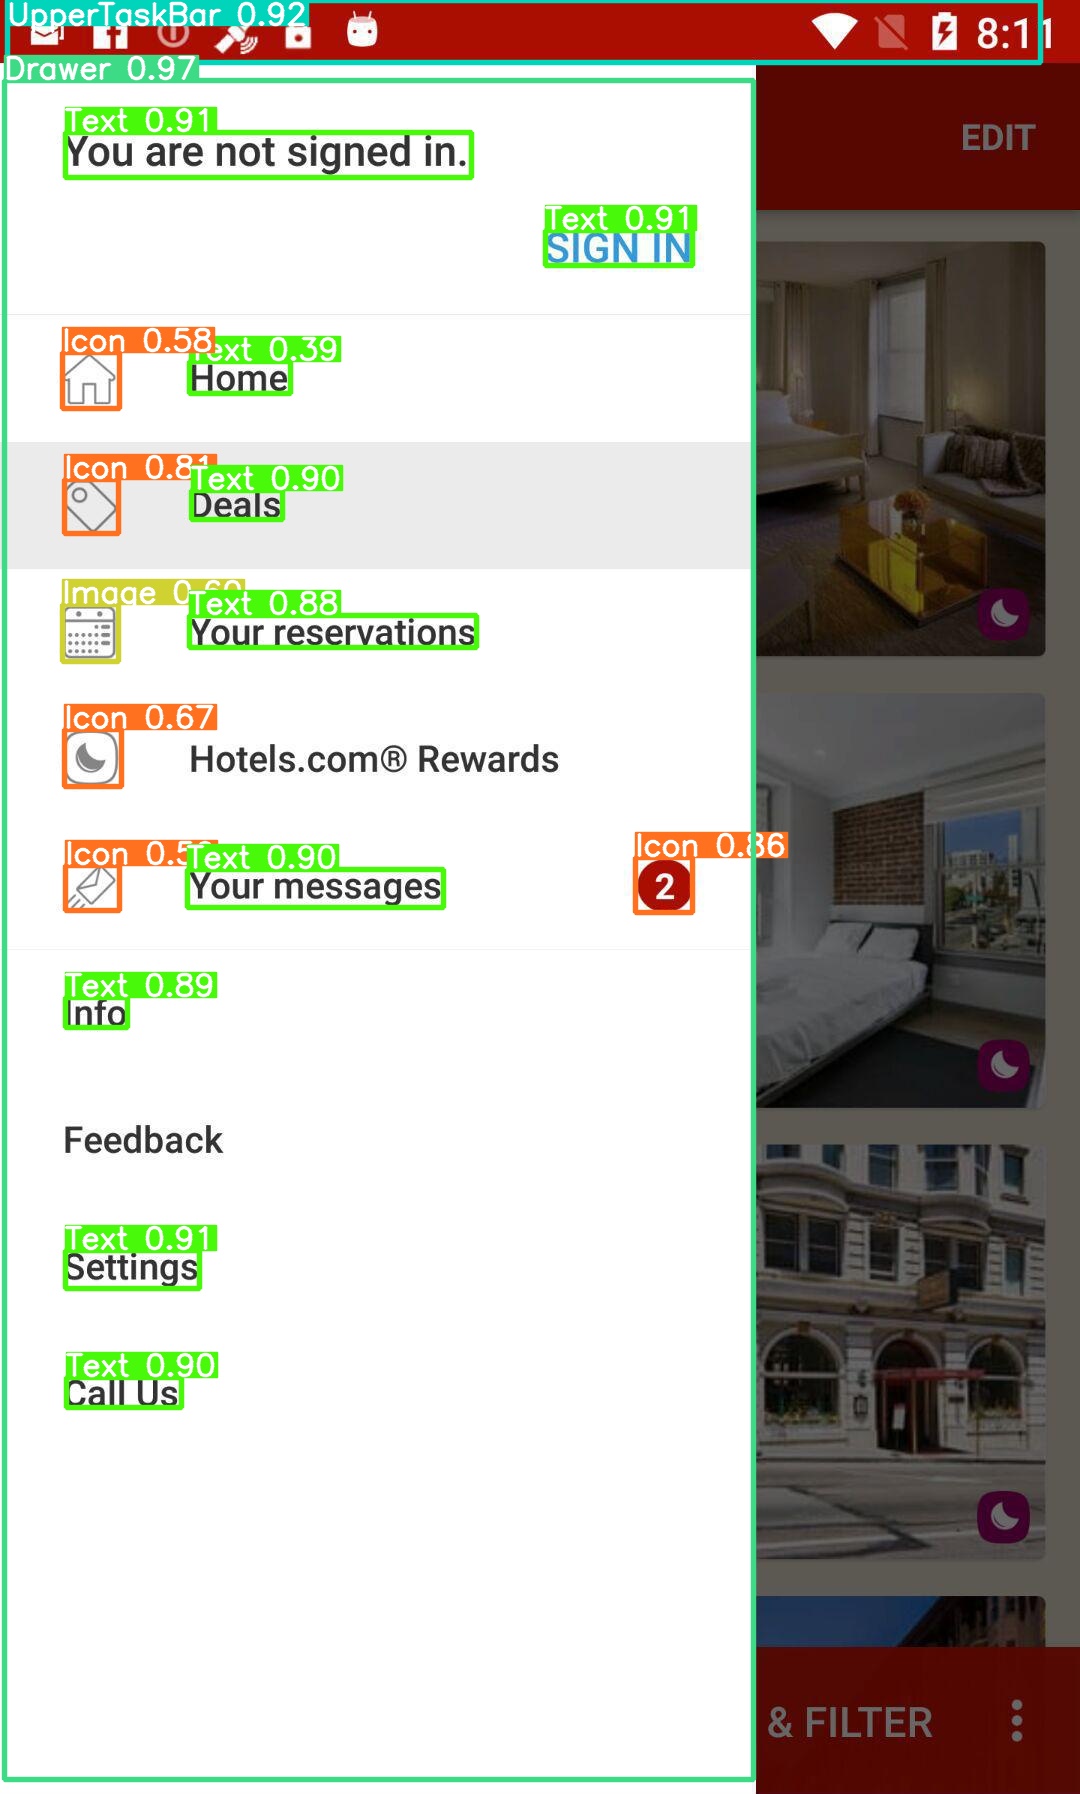 UpperTaskBar 0.92
8:11
Drawer 0.97
EDIT
Text 0.91
You are not signed in.
Text 0.91
SIGN IN
Icon 0.58
Text 0.39
Home
Icon 0.81
Text 0.90
Deals
Image 0.60
Text 0.88
Your reservations
Icon 0.67
Hotels.com® Rewards
Icon 0.5
Text 0.90
Your messages
Icon 0.86
2
Text 0.89
Info
Feedback
Text 0.91
Settings
Text 0.90
Call Us
& FILTER